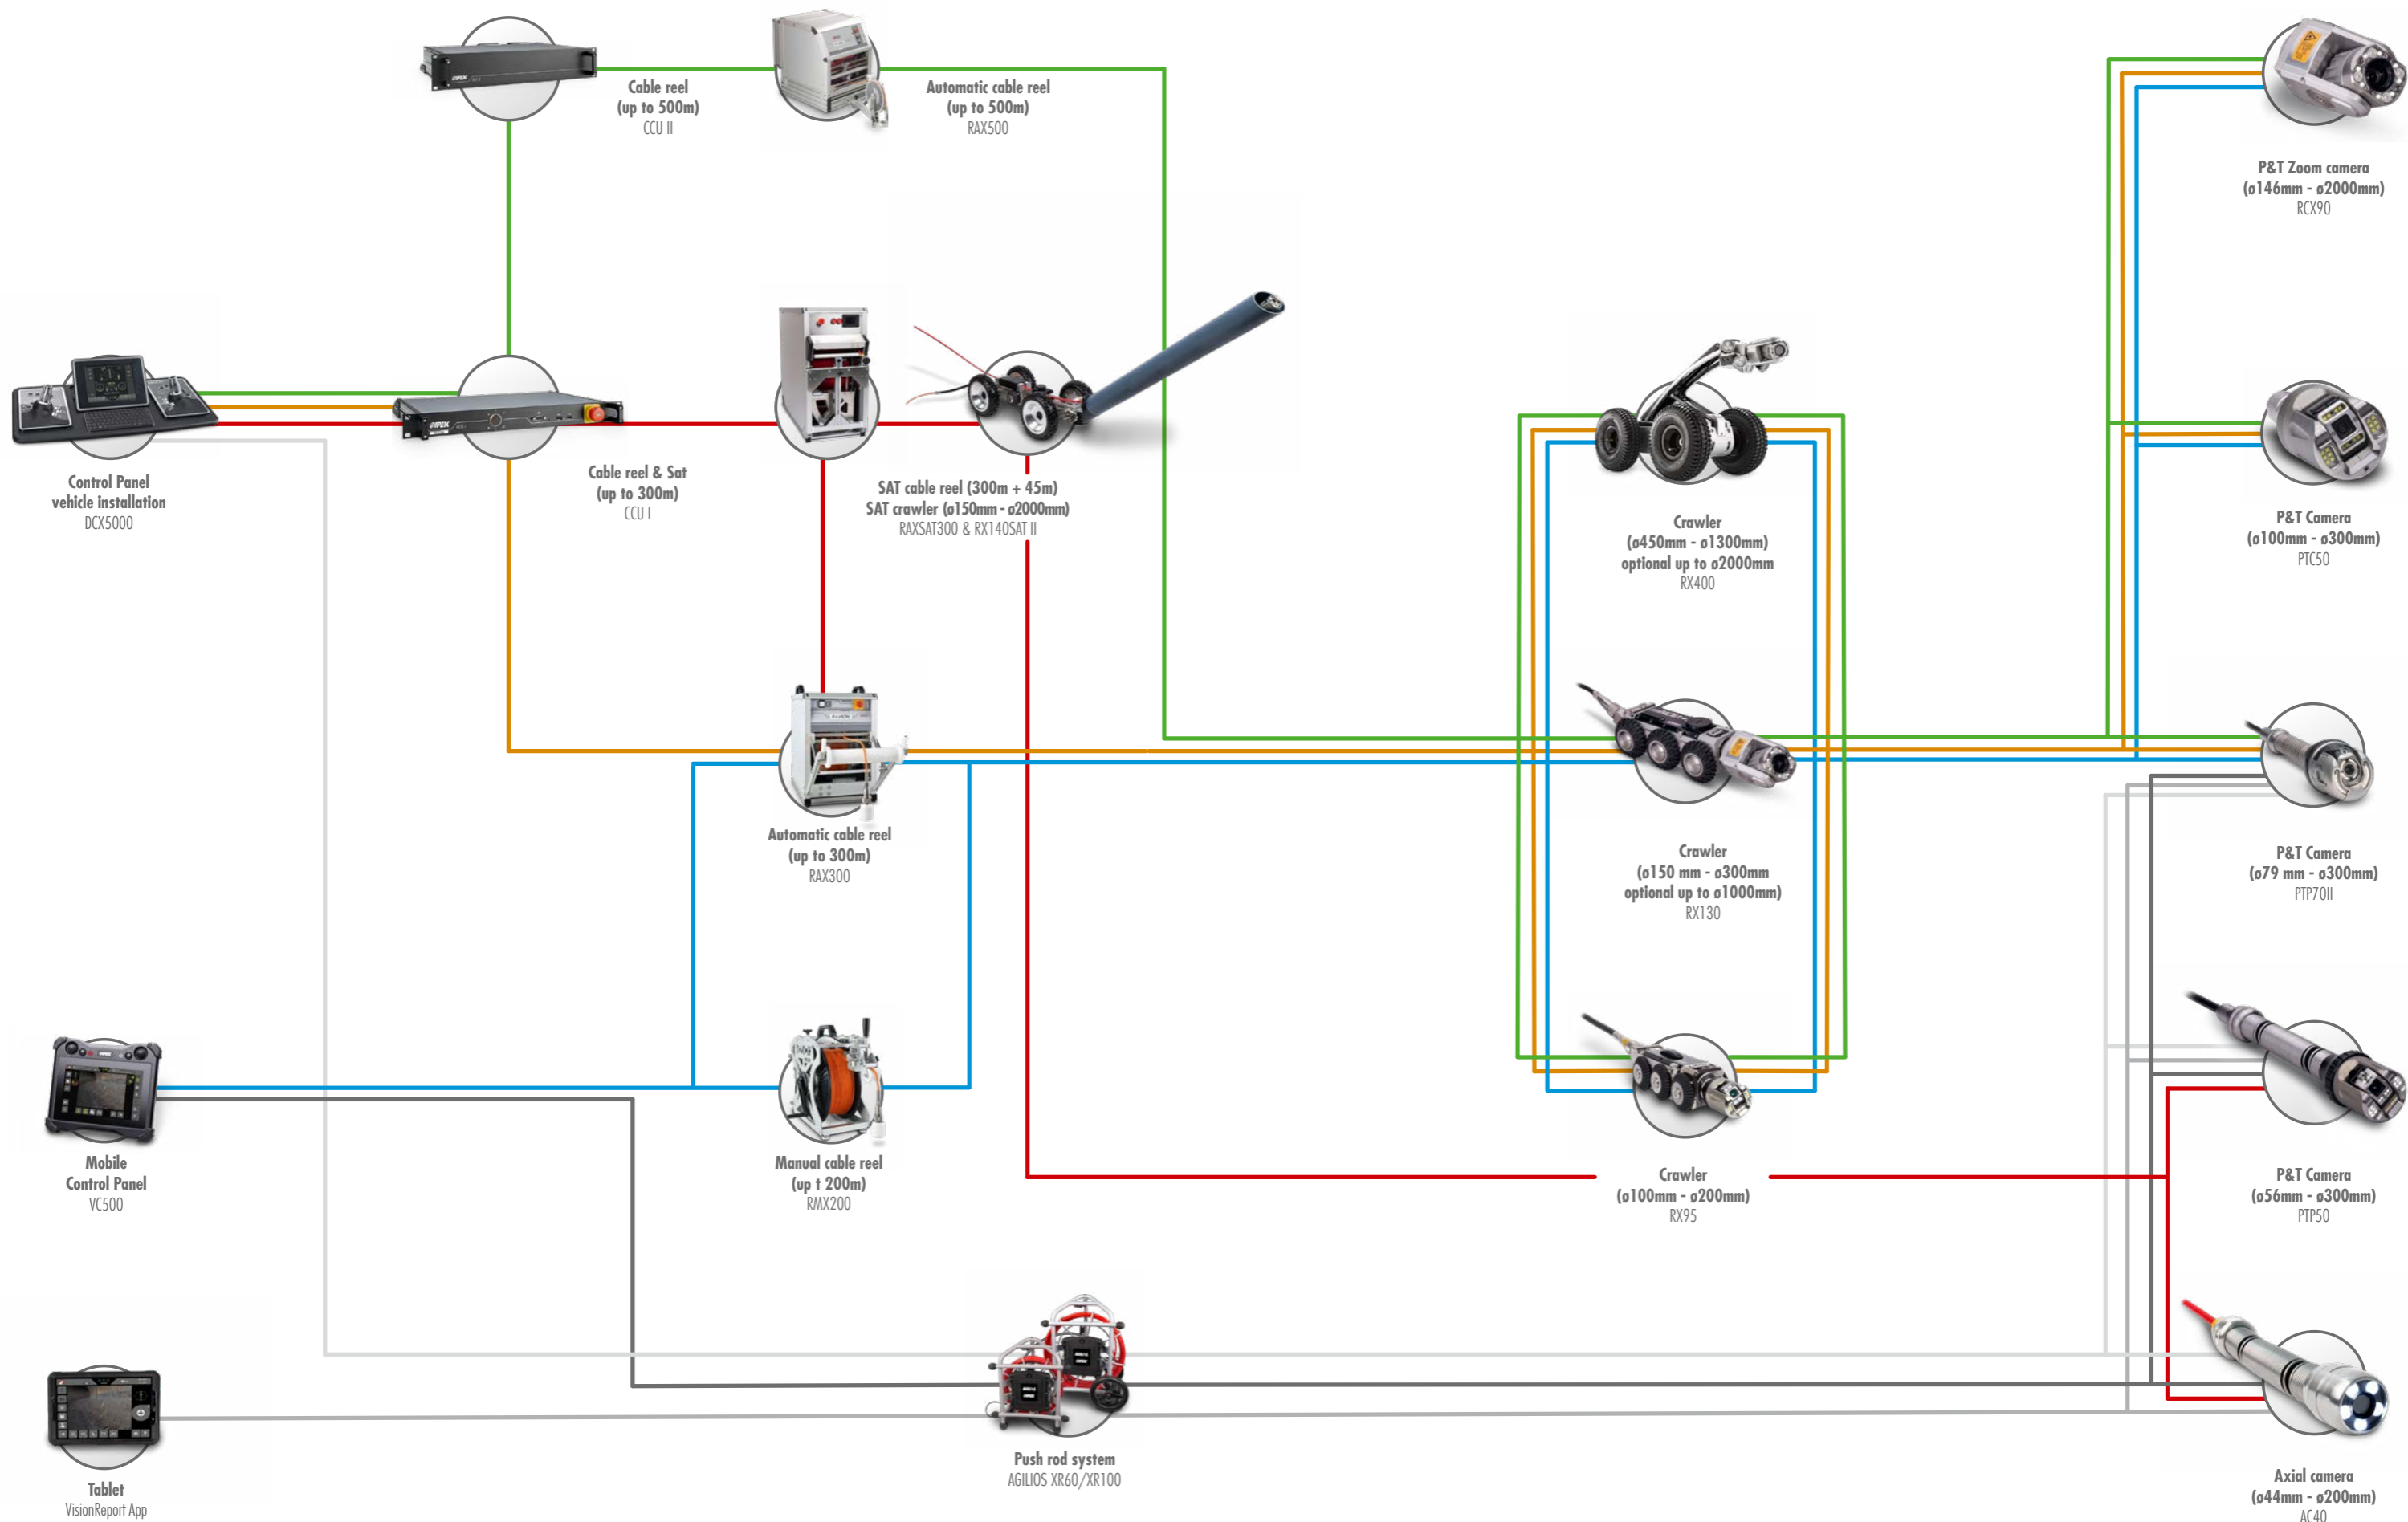 Cable reel
(up to 500m)
CCU II
Automatic cable reel
(up to 500m)
RAX500
P&T Zoom camera
(ø146mm - ø2000mm)
RCX90
Control Panel
vehicle installation
DCX5000
Cable reel & Sat
(up to 300m)
CCU I
SAT cable reel (300m + 45m)
SAT crawler (ø150mm - ø2000mm)
RAXSAT300 & RX140SAT II
Crawler
(ø450mm - ø1300mm)
optional up to ø2000mm
RX400
P&T Camera
(ø100mm - ø300mm)
PTC50
Automatic cable reel
(up to 300m)
RAX300
Crawler
(ø150 mm - ø300mm
optional up to ø1000mm)
RX130
P&T Camera
(ø79 mm - ø300mm)
PTP70II
Mobile
Control Panel
VC500
Manual cable reel
(up t 200m)
RMX200
Crawler
(ø100mm - ø200mm)
RX95
P&T Camera
(ø56mm - ø300mm)
PTP50
Tablet
VisionReport App
Push rod system
AGILIOS XR60/XR100
Axial camera
(ø44mm - ø200mm)
AC40